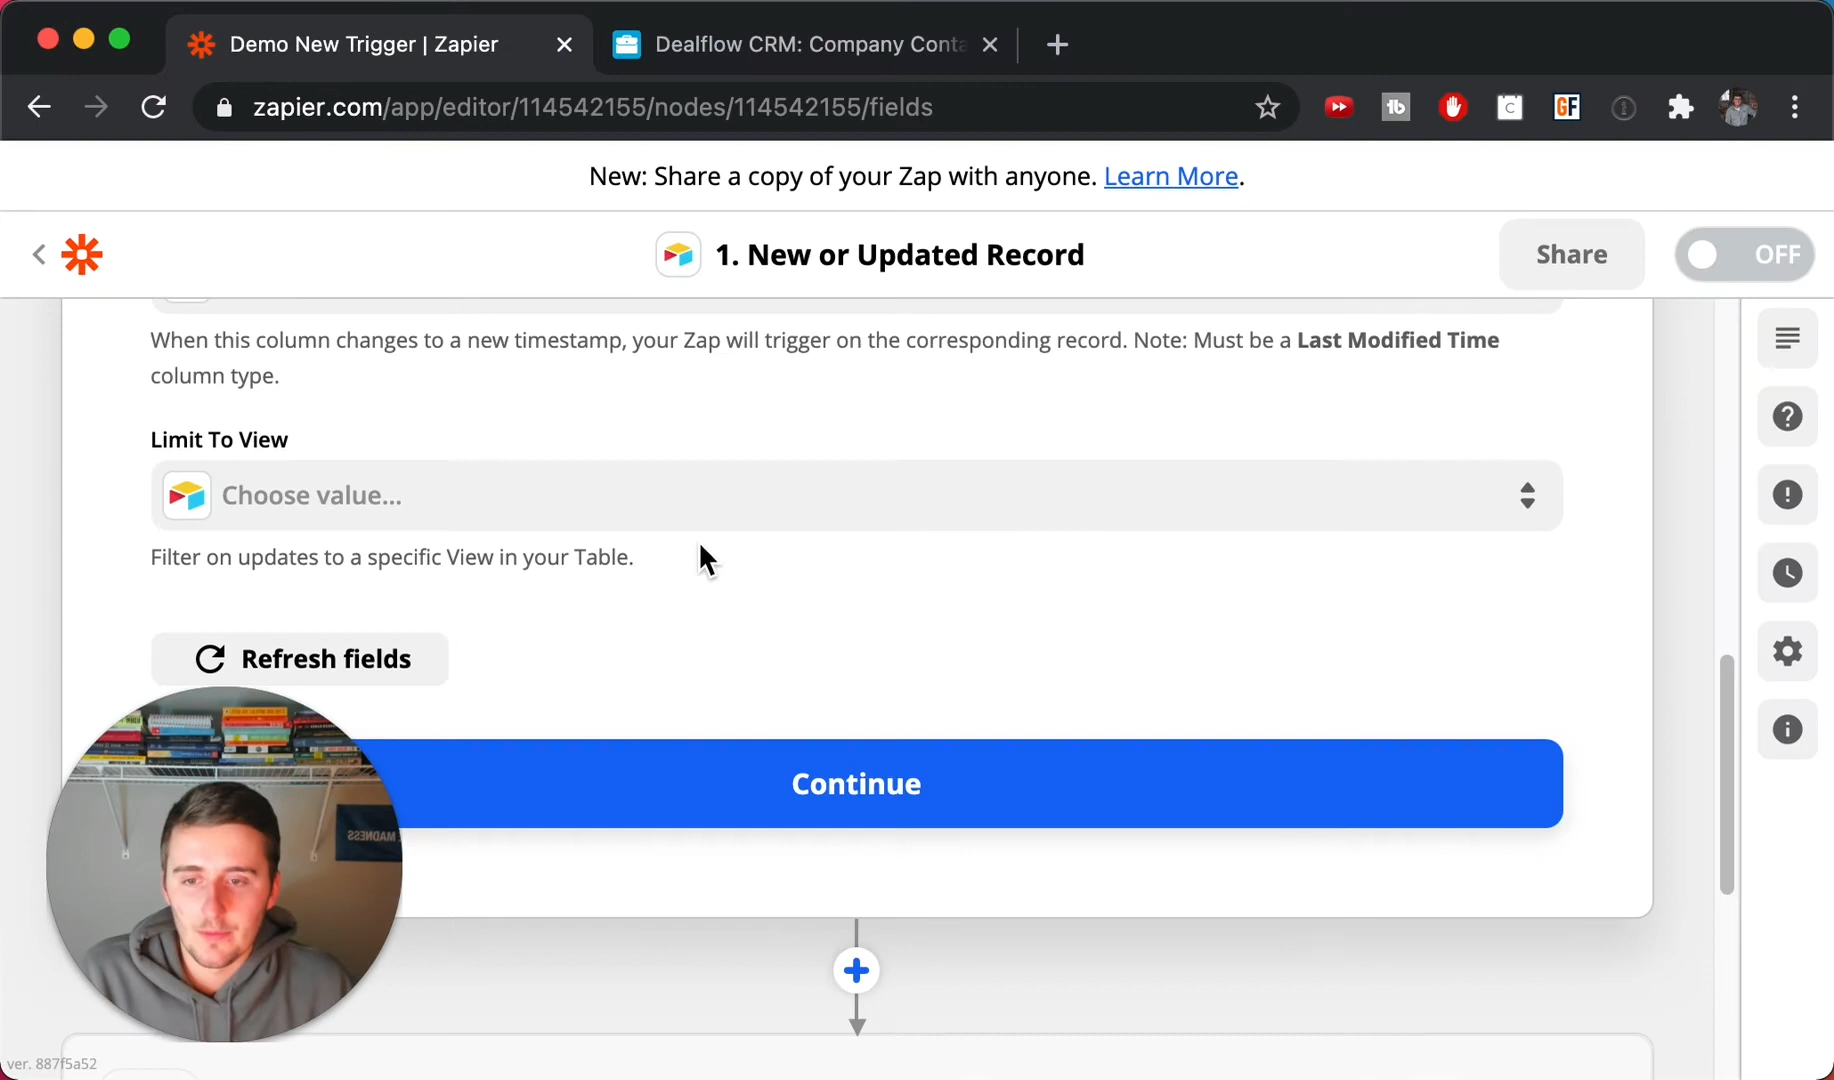 Demo New Trigger | Zapier
Dealflow CRM: Company Conta
zapier.com/app/editor/114542155/nodes/114542155/fields
New: Share a copy of your Zap with anyone. Learn More.
1. New or Updated Record
Share
OFF
When this column changes to a new timestamp, your Zap will trigger on the corresponding record. Note: Must be a Last Modified Time
column type.
Limit To View
Choose value...
Filter on updates to a specific View in your Table.
Refresh fields
Continue
ver. 887f5a52